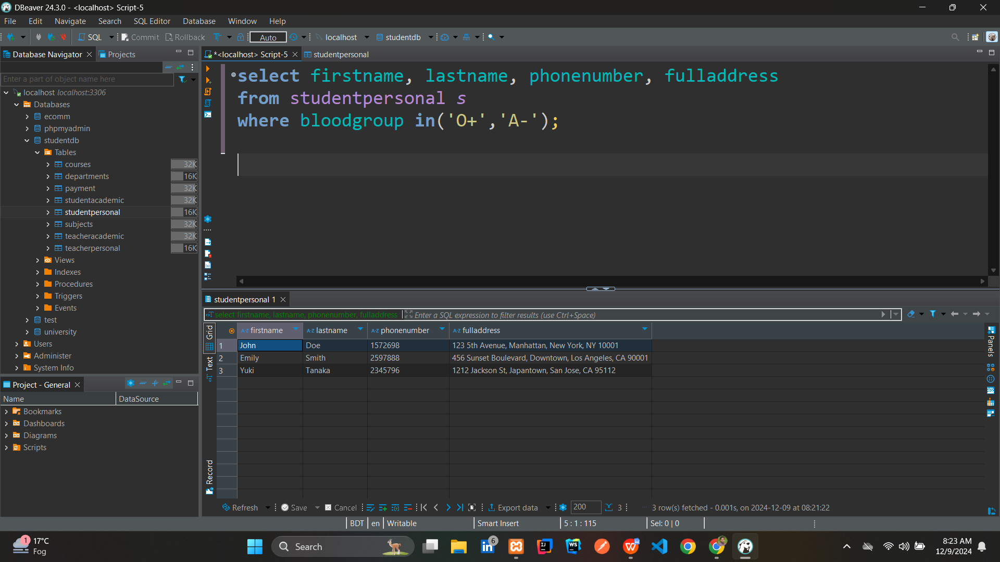 DBeaver 24.3.0 - <localhost> Script-5
File Edit Navigate Search SQL Editor Database Window Help
SQL Commit Rollback Auto localhost studentdb
Database Navigator Projects
*<localhost> Script-5 studentpersonal
Enter a part of object name here
localhost localhost:3306
Databases
ecomm
phpmyadmin
studentdb
Tables
courses 32K
departments 16K
payment 32K
studentacademic 32K
studentpersonal 16K
subjects 32K
teacheracademic 32K
teacherpersonal 16K
Views
Indexes
Procedures
Triggers
Events
test
university
Users
Administer
System Info
select firstname, lastname, phonenumber, fulladdress
from studentpersonal s
where bloodgroup in('O+','A-');
studentpersonal 1
select firstname, lastname, phonenumber, fulladdress Enter a SQL expression to filter results (use Ctrl+Space)
Grid
Text
Record
Panels
A-Z firstname A-Z lastname A-Z phonenumber A-Z fulladdress
1 John Doe 1572698 123 5th Avenue, Manhattan, New York, NY 10001
2 Emily Smith 2597888 456 Sunset Boulevard, Downtown, Los Angeles, CA 90001
3 Yuki Tanaka 2345796 1212 Jackson St, Japantown, San Jose, CA 95112
Refresh Save Cancel Export data 200 3 3 row(s) fetched - 0.001s, on 2024-12-09 at 08:21:22
Project - General
Name DataSource
Bookmarks
Dashboards
Diagrams
Scripts
BDT en Writable Smart Insert 5 : 1 : 115 Sel: 0 | 0
1 17°C
Fog
Search
6
IJ
WS
8:23 AM
12/9/2024